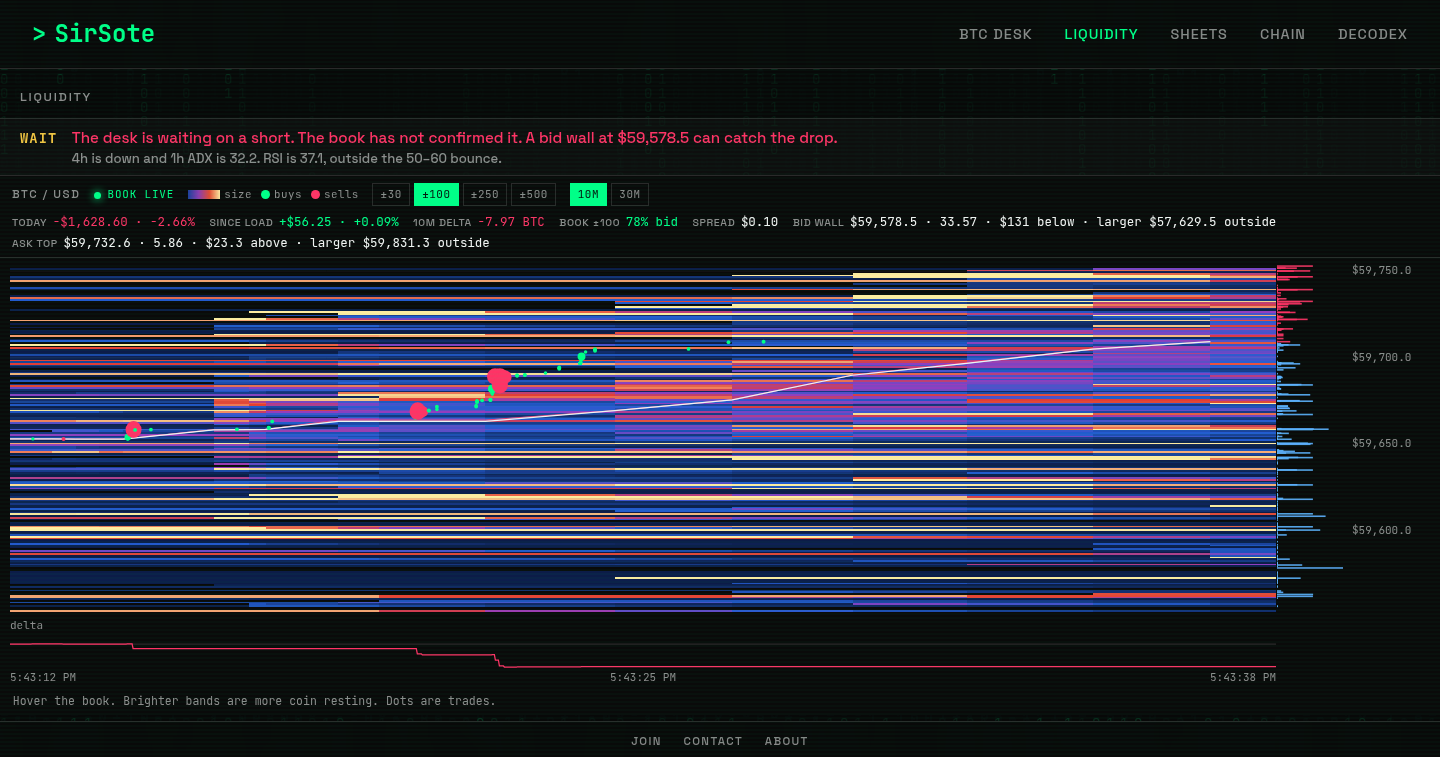 > SirSote
BTC DESK LIQUIDITY SHEETS CHAIN DECODEX
LIQUIDITY
WAIT The desk is waiting on a short. The book has not confirmed it. A bid wall at $59,578.5 can catch the drop.
4h is down and 1h ADX is 32.2. RSI is 37.1, outside the 50–60 bounce.
BTC / USD BOOK LIVE size buys sells ±30 ±100 ±250 ±500 10M 30M
TODAY -$1,628.60 · -2.66% SINCE LOAD +$56.25 · +0.09% 10M DELTA -7.97 BTC BOOK ±100 78% bid SPREAD $0.10 BID WALL $59,578.5 · 33.57 · $131 below · larger $57,629.5 outside
ASK TOP $59,732.6 · 5.86 · $23.3 above · larger $59,831.3 outside
$59,750.0
$59,700.0
$59,650.0
$59,600.0
delta
5:43:12 PM 5:43:25 PM 5:43:38 PM
Hover the book. Brighter bands are more coin resting. Dots are trades.
JOIN CONTACT ABOUT